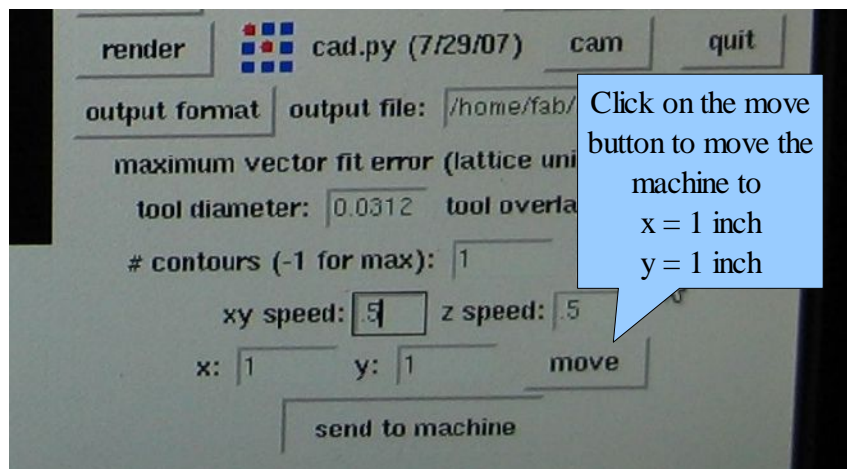 render cad.py (7/29/07) cam quit
output format output file: /home/fab/
maximum vector fit error (lattice uni
tool diameter: 0.0312 tool overla
# contours (-1 for max): 1
xy speed: .5 z speed: .5
x: 1 y: 1 move
send to machine
Click on the move
button to move the
machine to
x = 1 inch
y = 1 inch